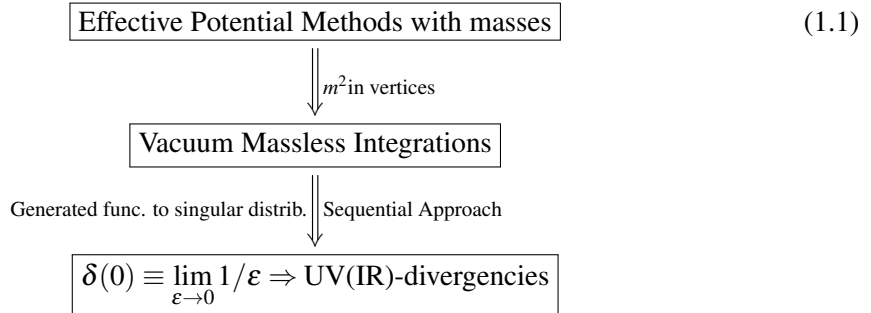 Effective Potential Methods with masses (1.1)
m²in vertices
Vacuum Massless Integrations
Generated func. to singular distrib. Sequential Approach
δ(0) ≡ lim 1/ε ⇒ UV(IR)-divergencies
ε→0